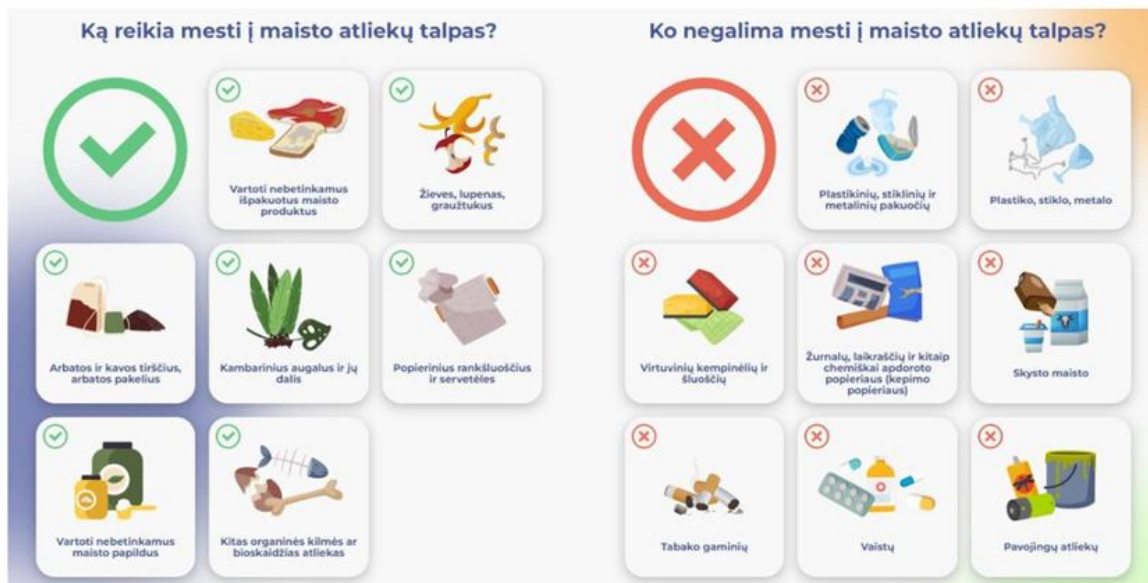 Ką reikia mesti į maisto atliekų talpas?
Vartoti nebetinkamus
išpakuotus maisto
produktus
Žieves, lupenas,
graužtukus
Arbatos ir kavos tirščius,
arbatos pakelius
Kambarinius augalus ir jų
dalis
Popierinius rankšluosčius
ir servetėles
Vartoti nebetinkamus
maisto papildus
Kitas organinės kilmės ar
bioskaidžias atliekas
Ko negalima mesti į maisto atliekų talpas?
Plastikinių, stiklinių ir
metalinių pakuočių
Plastiko, stiklo, metalo
Virtuvinių kempinėlių ir
šluosčių
Žurnalų, laikraščių ir kitaip
chemiškai apdoroto
popieriaus (kepimo
popieriaus)
Skysto maisto
Tabako gaminių
Vaistų
Pavojingų atliekų